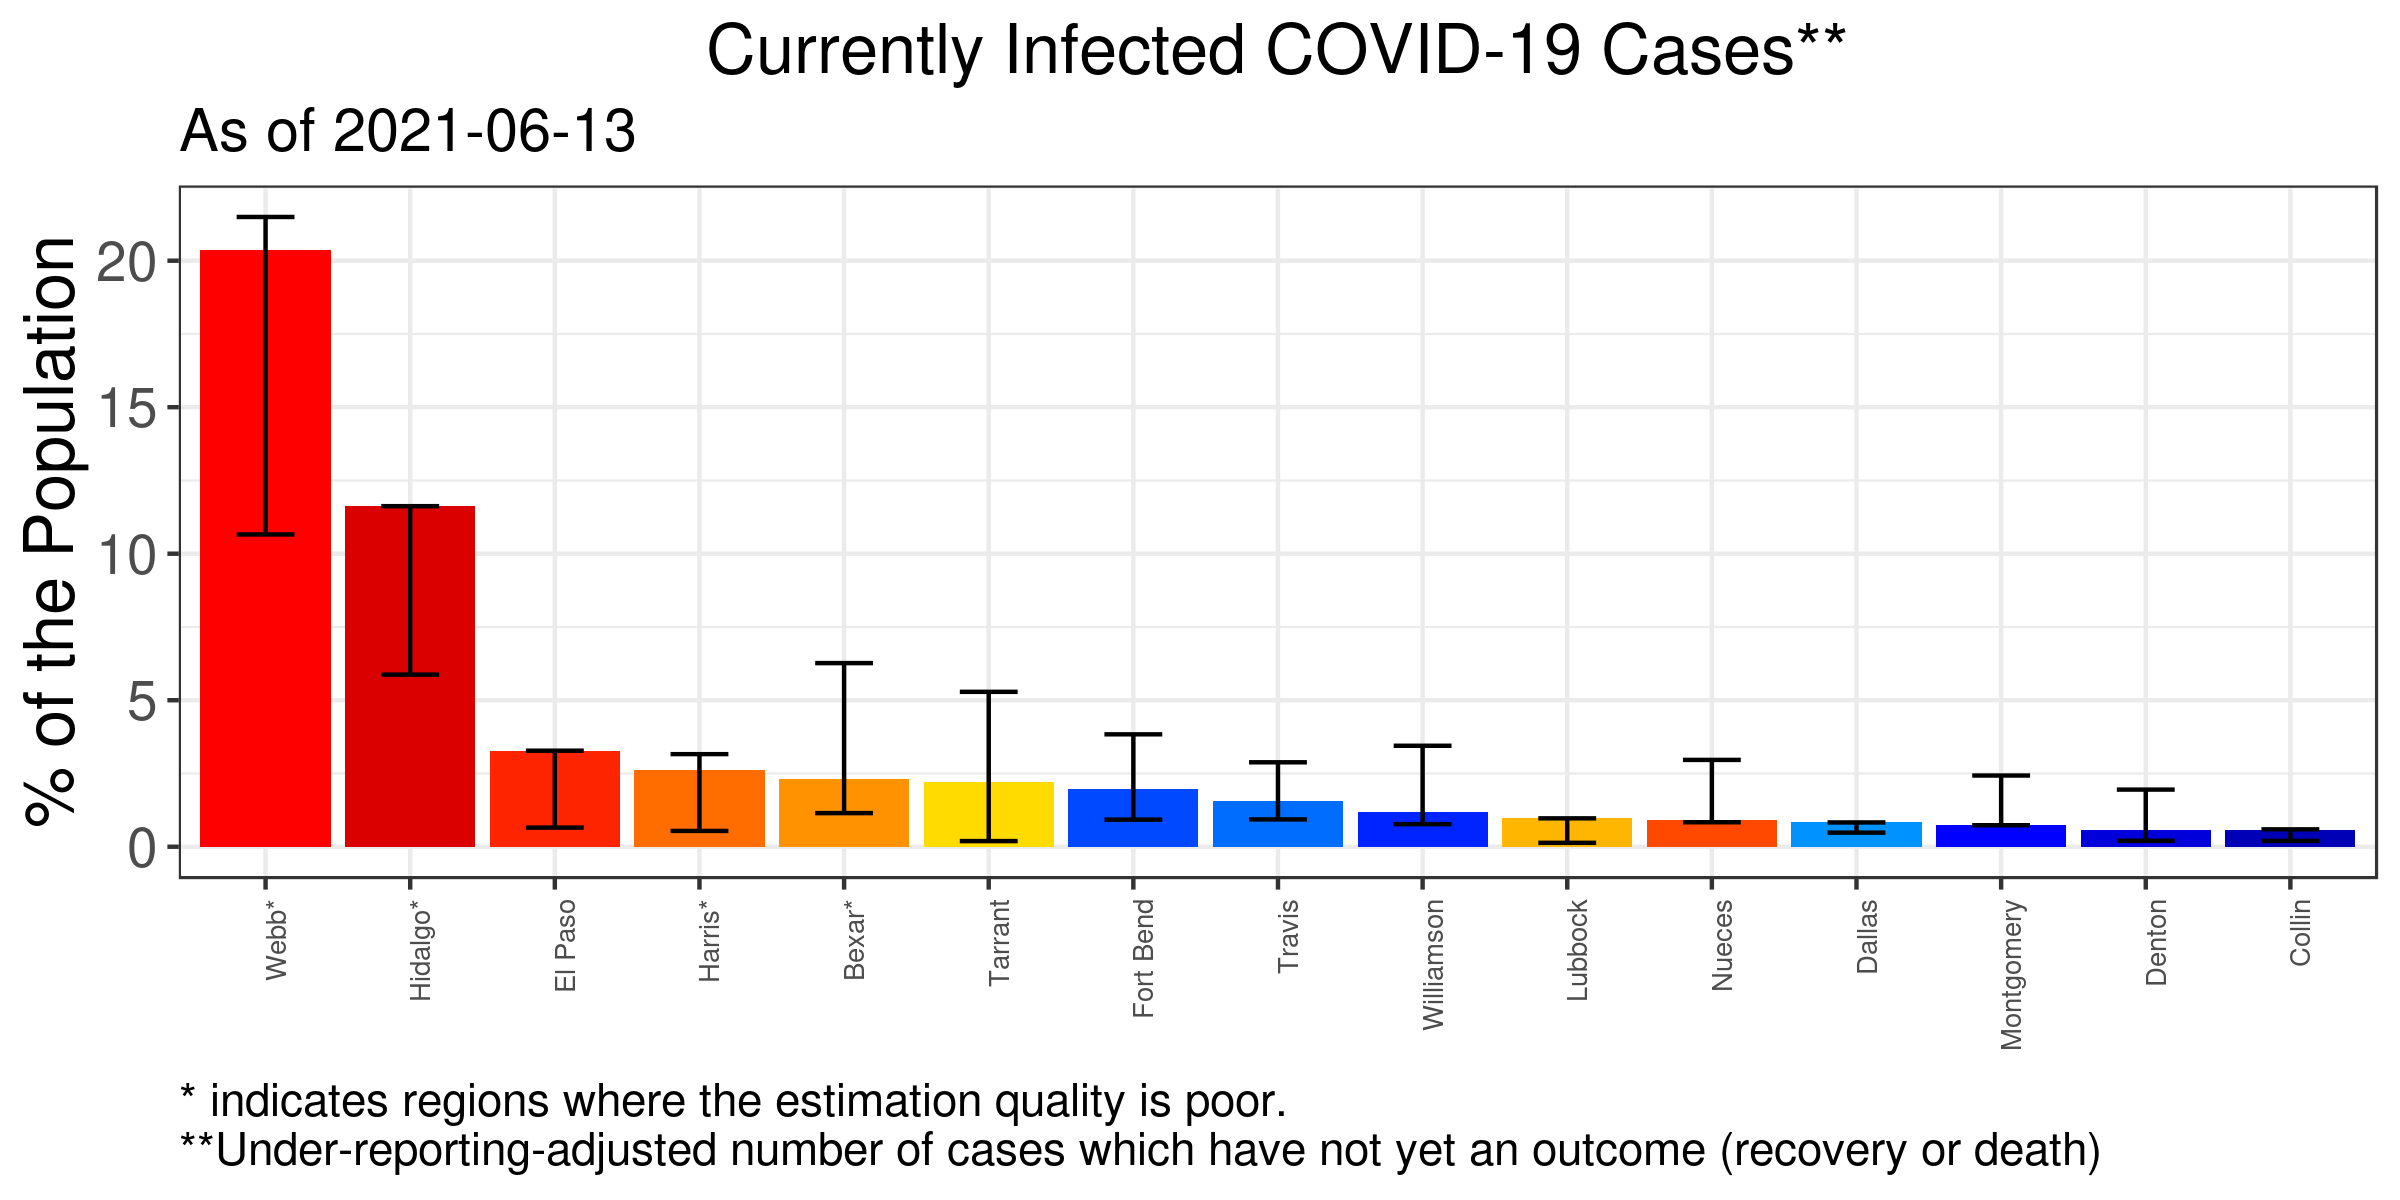 Currently Infected COVID-19 Cases**
As of 2021-06-13
% of the Population
20
15
10
5
0
Webb*
Hidalgo*
El Paso
Harris*
Bexar*
Tarrant
Fort Bend
Travis
Williamson
Lubbock
Nueces
Dallas
Montgomery
Denton
Collin
* indicates regions where the estimation quality is poor.
**Under-reporting-adjusted number of cases which have not yet an outcome (recovery or death)